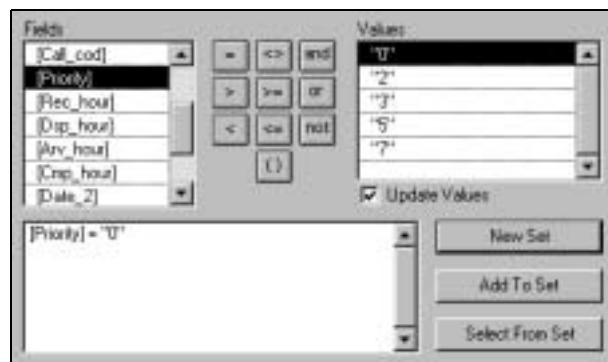 Fields
[Call_cod]
[Priority]
[Rec_hour]
[Dsp_hour]
[Arv_hour]
[Cmp_hour]
[Date_2]
= <> and
> >= or
< <= not
( )
Values
"0"
"2"
"3"
"5"
"7"
Update Values
[Priority] = "0"
New Set
Add To Set
Select From Set